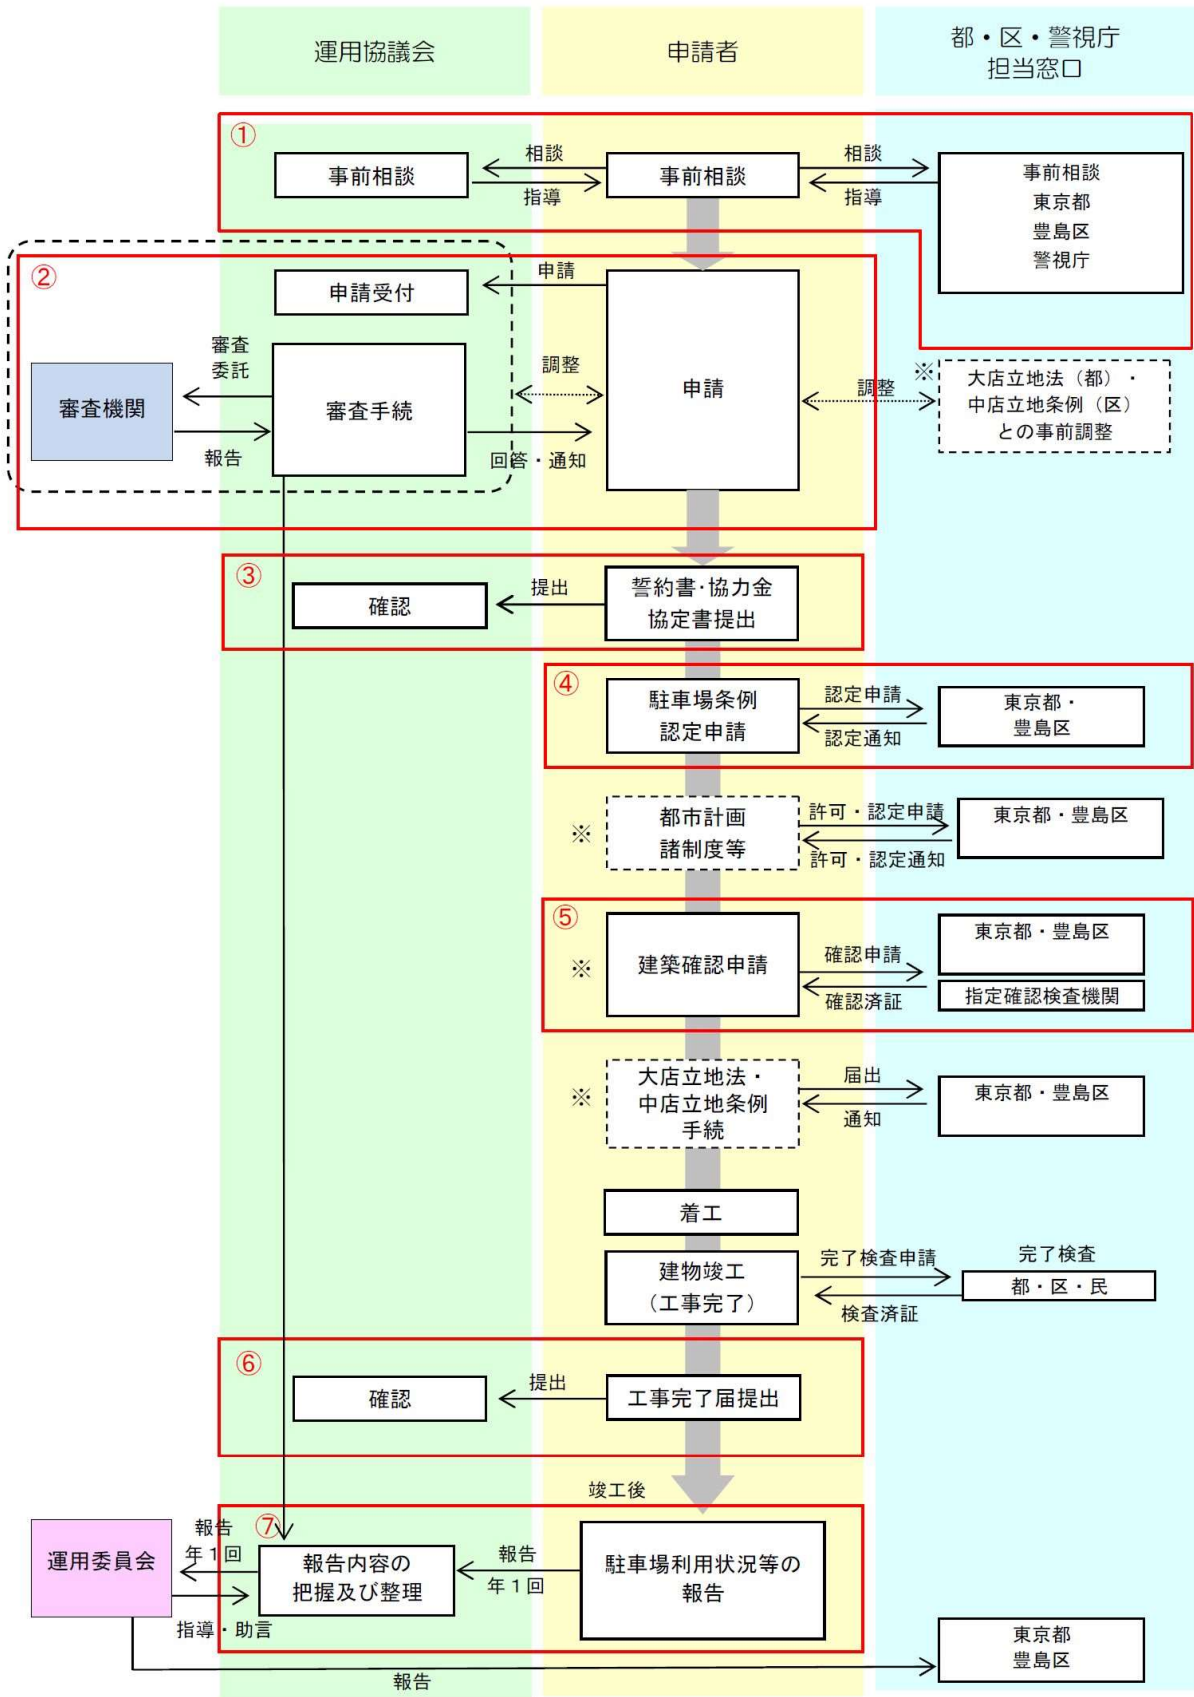 運用協議会
申請者
都・区・警視庁
担当窓口
①
事前相談
相談
指導
事前相談
相談
指導
事前相談
東京都
豊島区
警視庁
②
申請受付
申請
審査
委託
審査機関
報告
審査手続
調整
回答・通知
申請
調整
※
大店立地法（都）・
中店立地条例（区）
との事前調整
③
確認
提出
誓約書・協力金
協定書提出
④
駐車場条例
認定申請
認定申請
認定通知
東京都・
豊島区
※
都市計画
諸制度等
許可・認定申請
許可・認定通知
東京都・豊島区
⑤
※
建築確認申請
確認申請
確認済証
東京都・豊島区
指定確認検査機関
※
大店立地法・
中店立地条例
手続
届出
通知
東京都・豊島区
着工
建物竣工
（工事完了）
完了検査申請
検査済証
完了検査
都・区・民
⑥
確認
提出
工事完了届提出
竣工後
⑦
運用委員会
報告
年１回
指導・助言
報告内容の
把握及び整理
報告
年１回
駐車場利用状況等の
報告
報告
東京都
豊島区